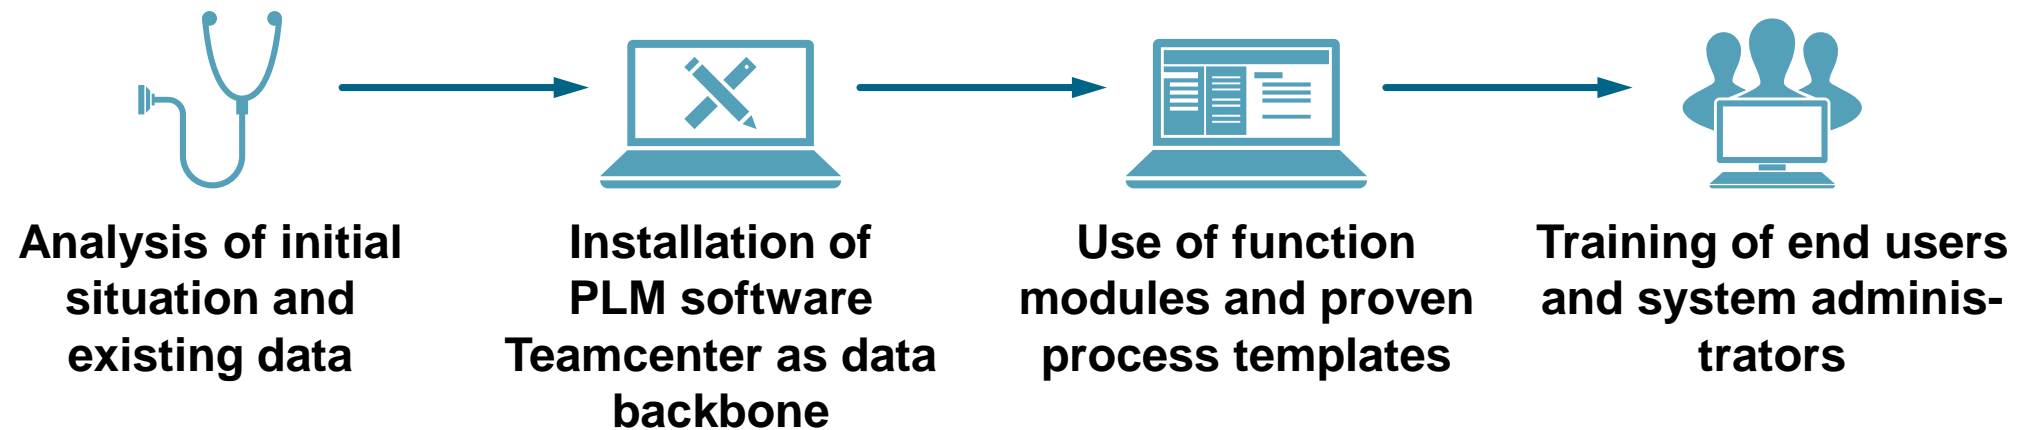 Analysis of initial
situation and
existing data
Installation of
PLM software
Teamcenter as data
backbone
Use of function
modules and proven
process templates
Training of end users
and system adminis-
trators